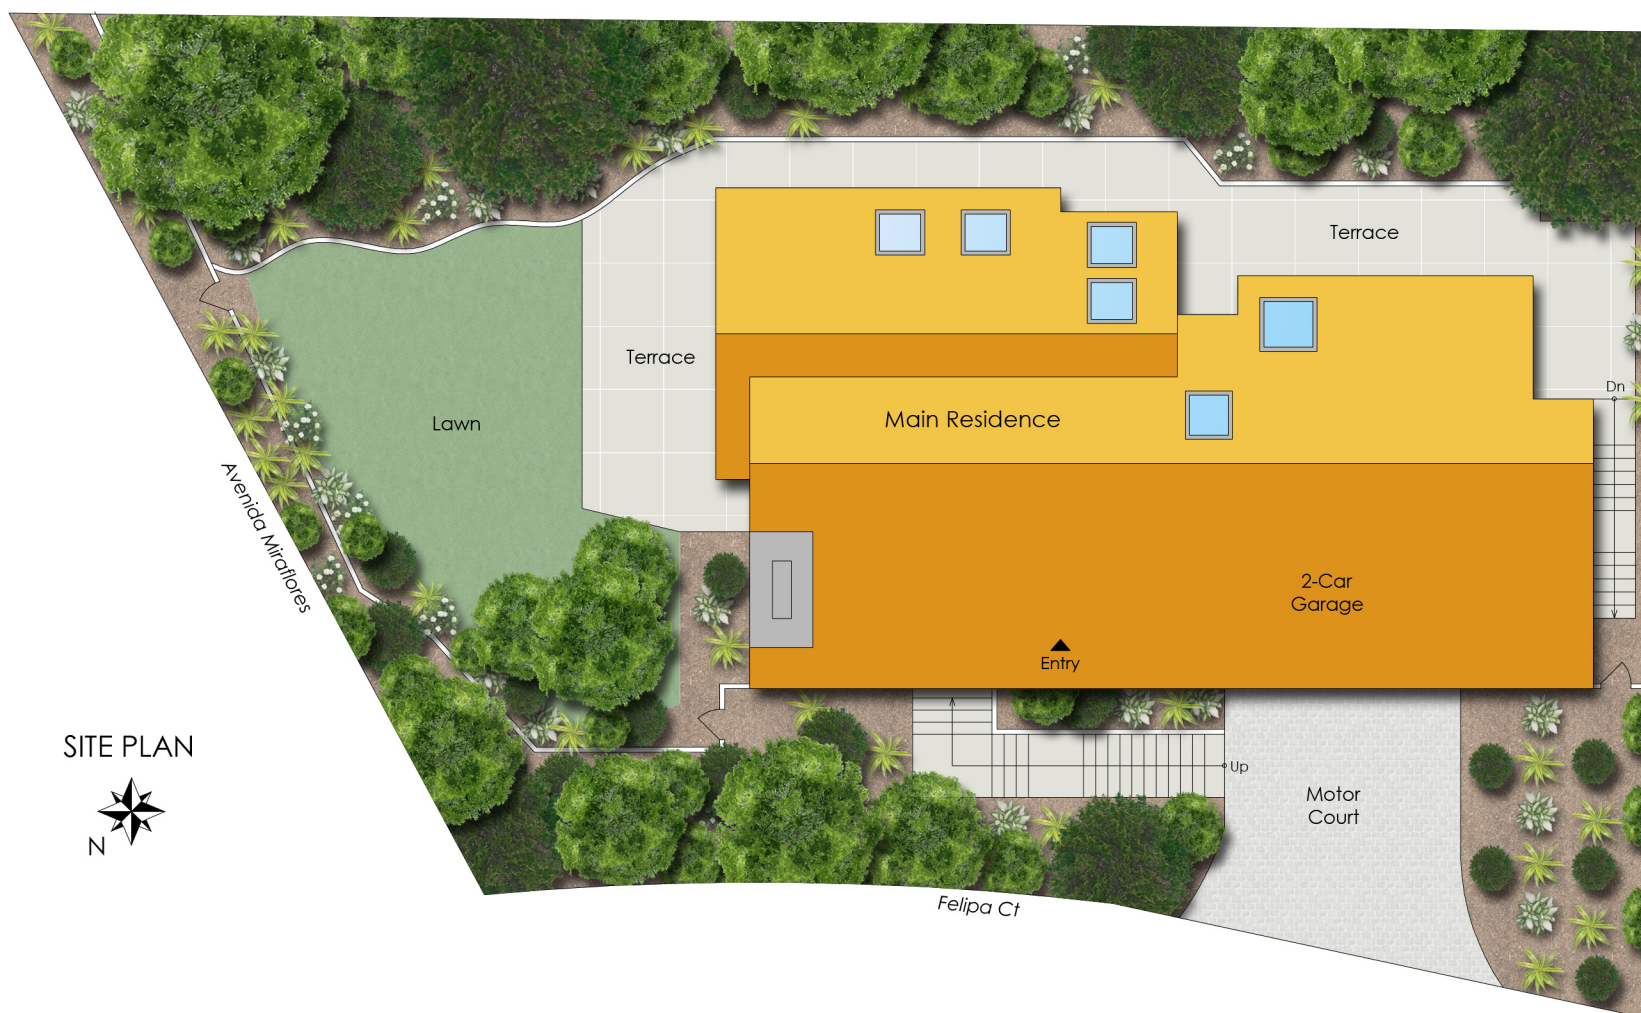 Terrace
Terrace
Dn
Lawn
Main Residence
Avenida Miraflores
2-Car
Garage
Entry
SITE PLAN
N
Up
Motor
Court
Felipa Ct